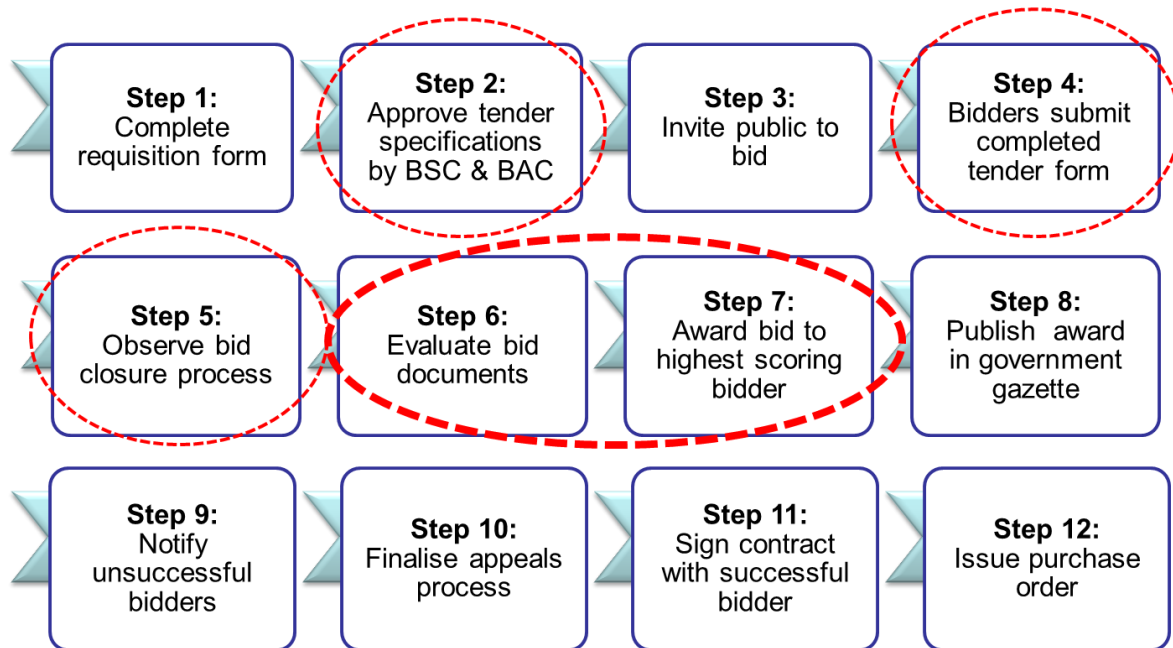 Step 1:
Complete
requisition form
Step 2:
Approve tender
specifications
by BSC & BAC
Step 3:
Invite public to
bid
Step 4:
Bidders submit
completed
tender form
Step 5:
Observe bid
closure process
Step 6:
Evaluate bid
documents
Step 7:
Award bid to
highest scoring
bidder
Step 8:
Publish award
in government
gazette
Step 9:
Notify
unsuccessful
bidders
Step 10:
Finalise appeals
process
Step 11:
Sign contract
with successful
bidder
Step 12:
Issue purchase
order